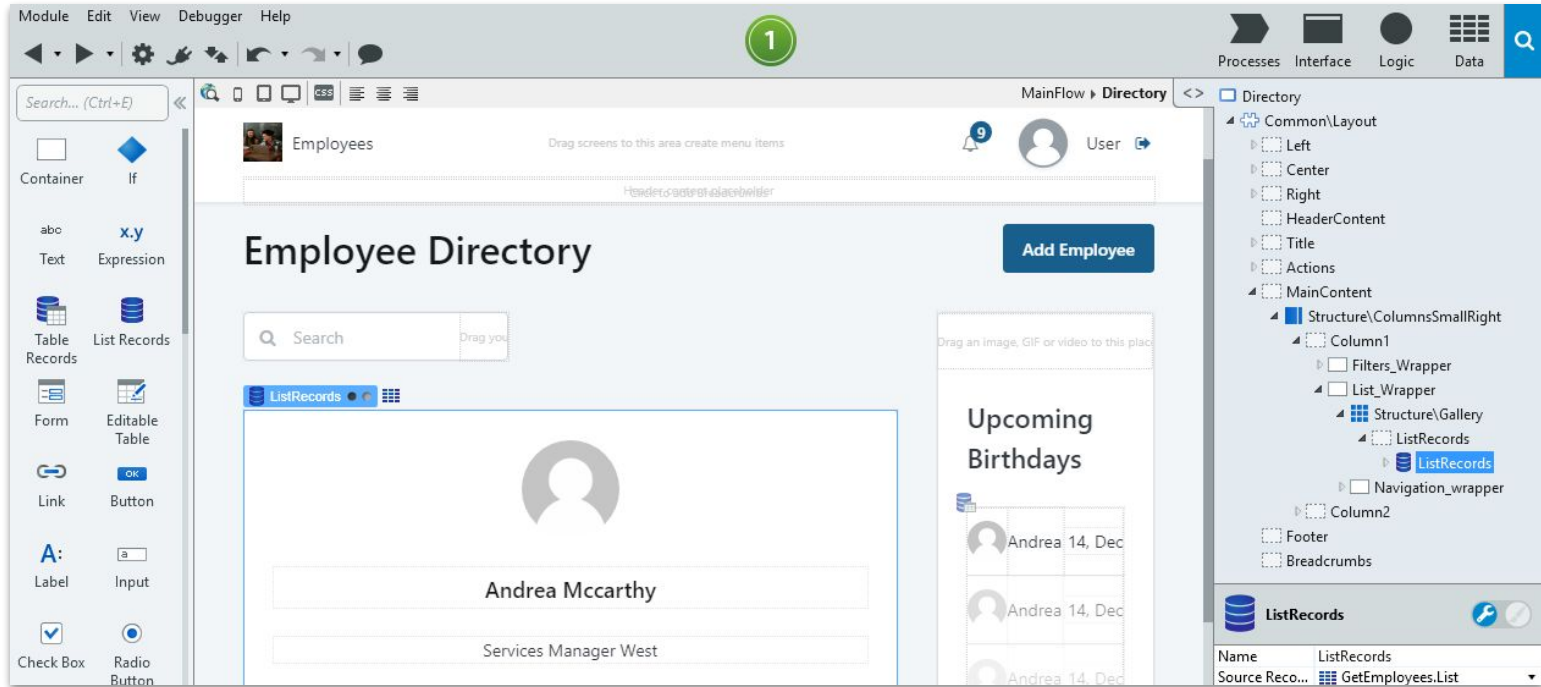 Module Edit View Debugger Help
1
Processes Interface Logic Data
Search... (Ctrl+E)
Container If
abc x.y
Text Expression
Table Records
List Records
Form
Editable Table
Link
OK
Button
A:
Label
a
Input
Check Box
Radio Button
css
MainFlow Directory
<>
Employees
Drag screens to this area create menu items
9
User
Employee Directory
Add Employee
Search
Drag you
ListRecords
Andrea Mccarthy
Services Manager West
Drag an image, GIF or video to this plac
Upcoming
Birthdays
Andrea 14, Dec
Andrea 14, Dec
Andrea 14, Dec
Directory
Common\Layout
Left
Center
Right
HeaderContent
Title
Actions
MainContent
Structure\ColumnsSmallRight
Column1
Filters_Wrapper
List_Wrapper
Structure\Gallery
ListRecords
ListRecords
Navigation_wrapper
Column2
Footer
Breadcrumbs
ListRecords
Name ListRecords
Source Reco... GetEmployees.List